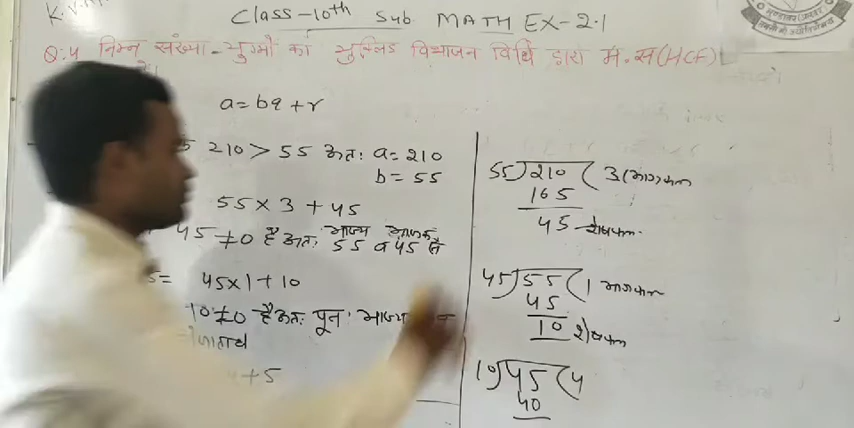 K.V.
Class-10th Sub MATH EX-2.1
Q:4 निम्न संख्या-युग्मों का युक्लिड विभाजन विधि द्वारा म.स(HCF)
a=bq+r
210>55 अतः a=210
b=55
55×3+45
45≠0 है अतः भाज्य भाजक 55 व 45 से
5= 45×1+10
10≠0 है अतः पुनः भाज्य
+5
55)210(3(भागफल
165
45 शेषफल
45)55(1 भागफल
45
10 शेषफल
10)45(4
40